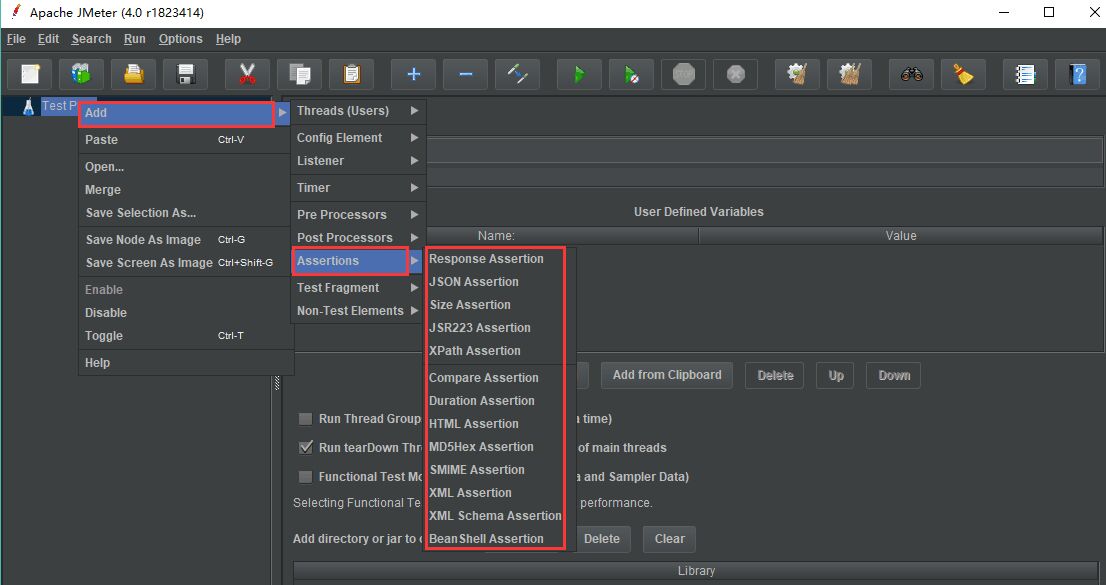 Apache JMeter (4.0 r1823414)
File Edit Search Run Options Help
STOP
Test P
Add
Paste Ctrl-V
Open...
Merge
Save Selection As...
Save Node As Image Ctrl-G
Save Screen As Image Ctrl+Shift-G
Enable
Disable
Toggle Ctrl-T
Help
Threads (Users)
Config Element
Listener
Timer
Pre Processors
Post Processors
Assertions
Test Fragment
Non-Test Elements
Response Assertion
JSON Assertion
Size Assertion
JSR223 Assertion
XPath Assertion
Compare Assertion
Duration Assertion
HTML Assertion
MD5Hex Assertion
SMIME Assertion
XML Assertion
XML Schema Assertion
BeanShell Assertion
User Defined Variables
Name: Value
Add from Clipboard Delete Up Down
Run Thread Group a time)
Run tearDown Thr of main threads
Functional Test Mo a and Sampler Data)
Selecting Functional Te performance.
Add directory or jar to Delete Clear
Library